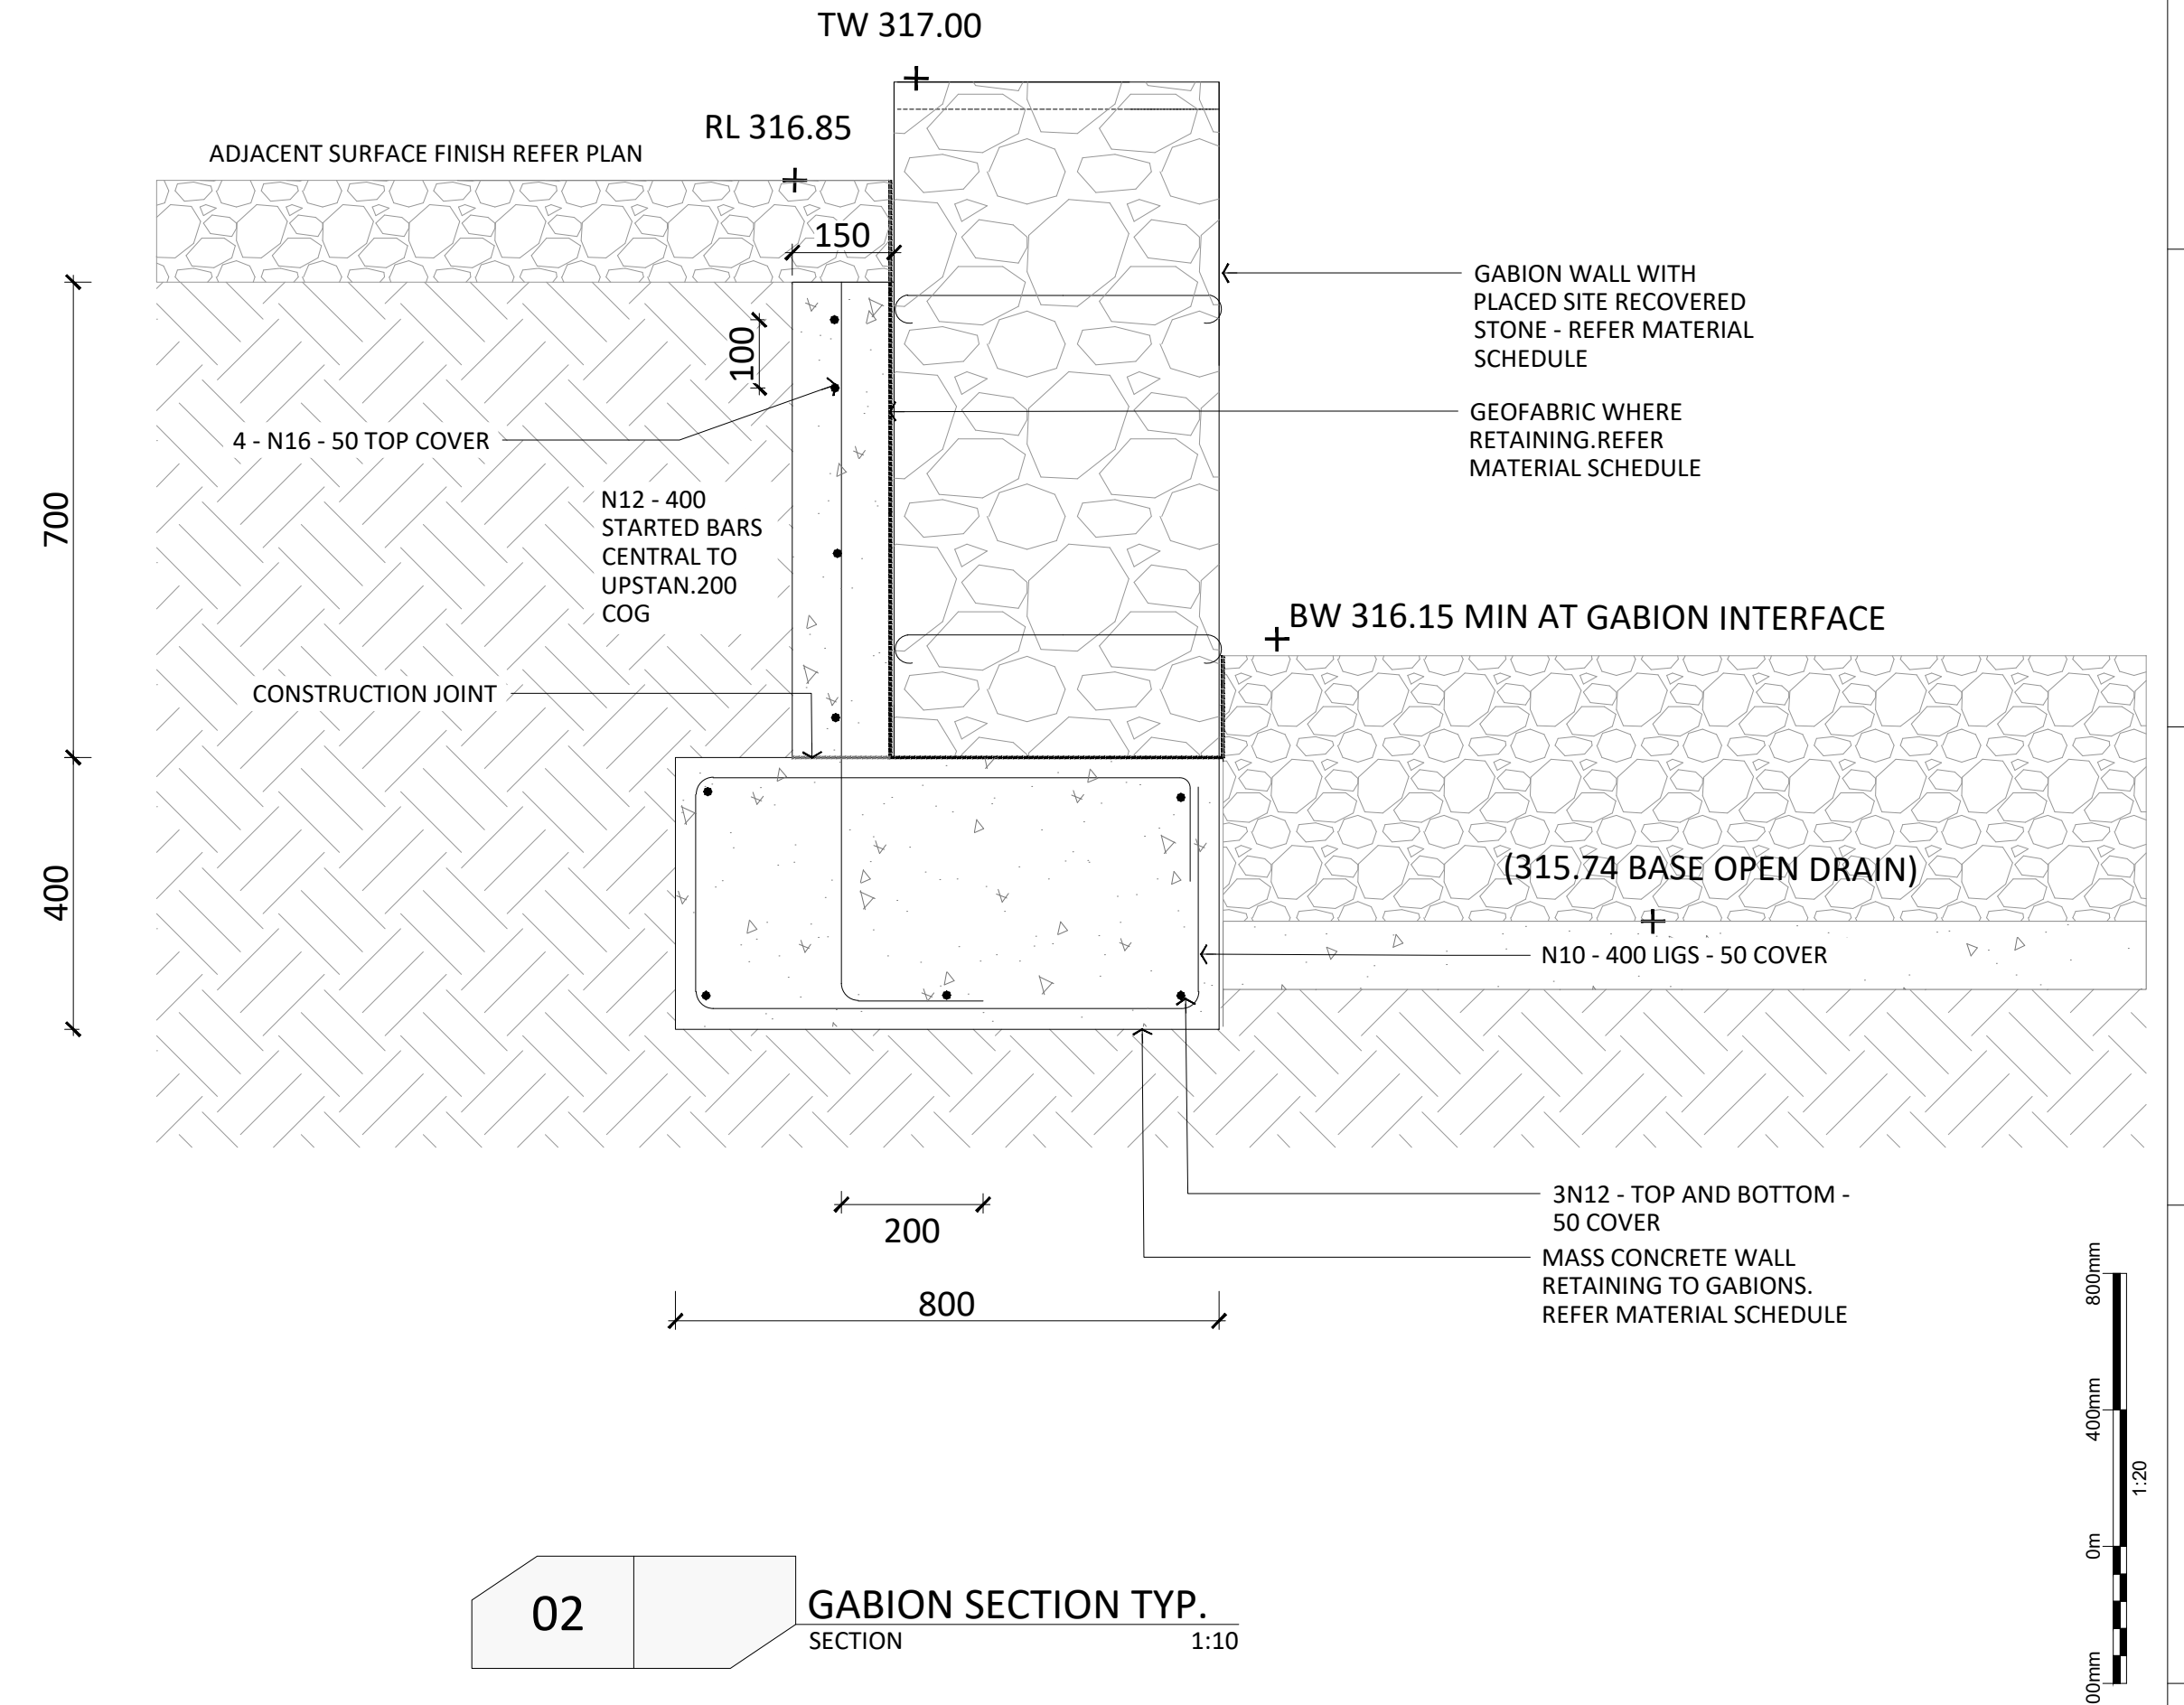 TW 317.00
RL 316.85
ADJACENT SURFACE FINISH REFER PLAN
150
100
GABION WALL WITH
PLACED SITE RECOVERED
STONE - REFER MATERIAL
SCHEDULE
GEOFABRIC WHERE
RETAINING.REFER
MATERIAL SCHEDULE
4 - N16 - 50 TOP COVER
700
N12 - 400
STARTED BARS
CENTRAL TO
UPSTAN.200
COG
BW 316.15 MIN AT GABION INTERFACE
CONSTRUCTION JOINT
400
(315.74 BASE OPEN DRAIN)
N10 - 400 LIGS - 50 COVER
3N12 - TOP AND BOTTOM -
50 COVER
200
MASS CONCRETE WALL
RETAINING TO GABIONS.
REFER MATERIAL SCHEDULE
800
800mm
400mm
1:20
0m
00mm
02
GABION SECTION TYP.
SECTION 1:10